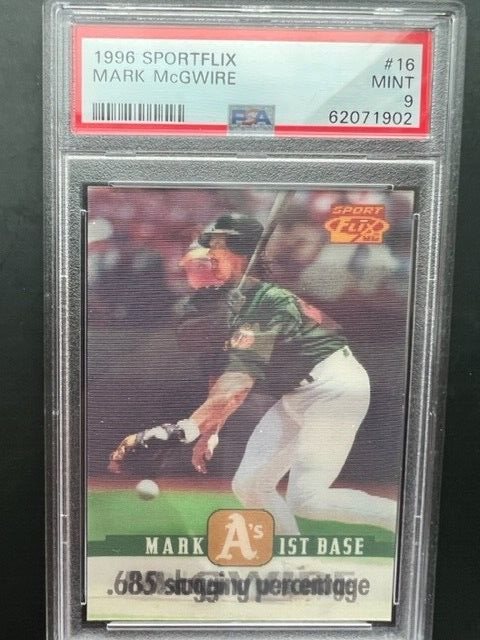 1996 SPORTFLIX #16
MARK McGWIRE MINT
9
PSA 62071902
SPORT
FLIX
A's
MARK 1ST BASE
.685 slugging percentage